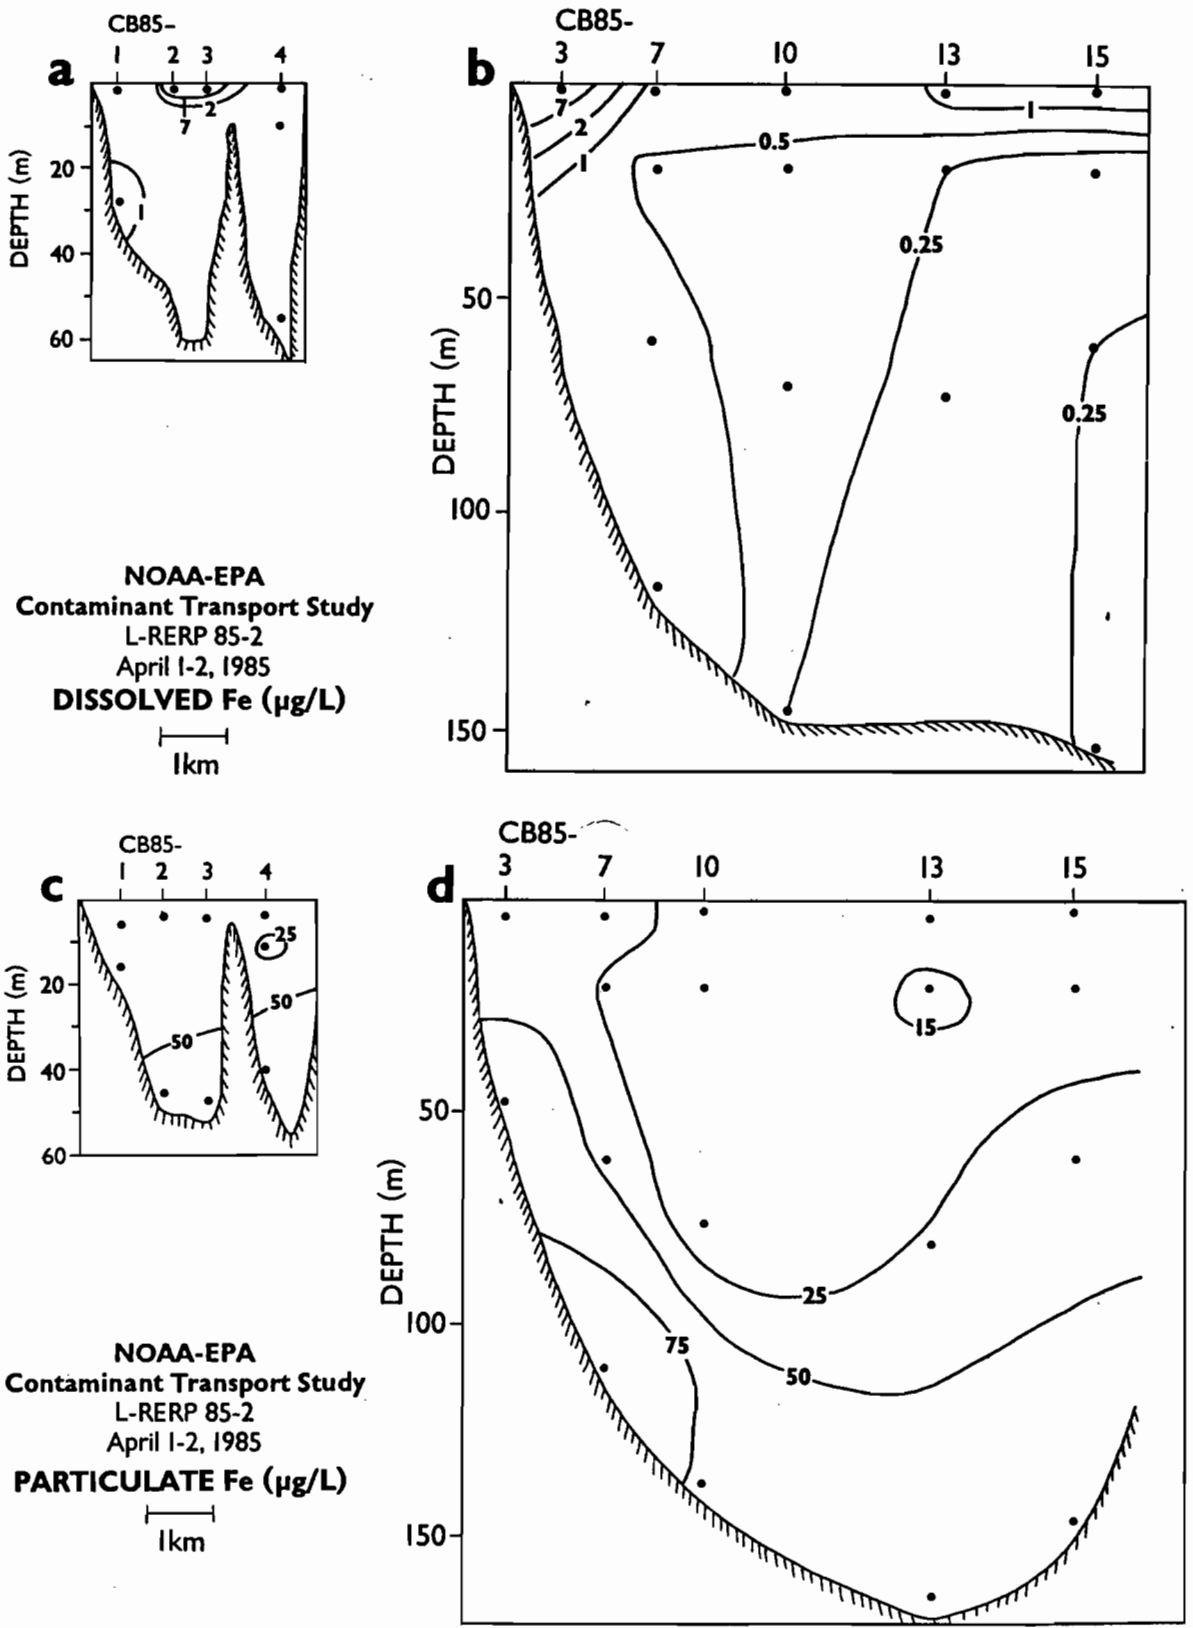 a
CB85-
1 2 3 4
7
2
1
20
40
60
DEPTH (m)
b
CB85-
3 7 10 13 15
7
2
1
1
0.5
0.25
0.25
50
100
150
DEPTH (m)
NOAA-EPA
Contaminant Transport Study
L-RERP 85-2
April 1-2, 1985
DISSOLVED Fe (µg/L)
1km
c
CB85-
1 2 3 4
25
50
50
20
40
60
DEPTH (m)
d
CB85-
3 7 10 13 15
15
25
50
75
50
100
150
DEPTH (m)
NOAA-EPA
Contaminant Transport Study
L-RERP 85-2
April 1-2, 1985
PARTICULATE Fe (µg/L)
1km